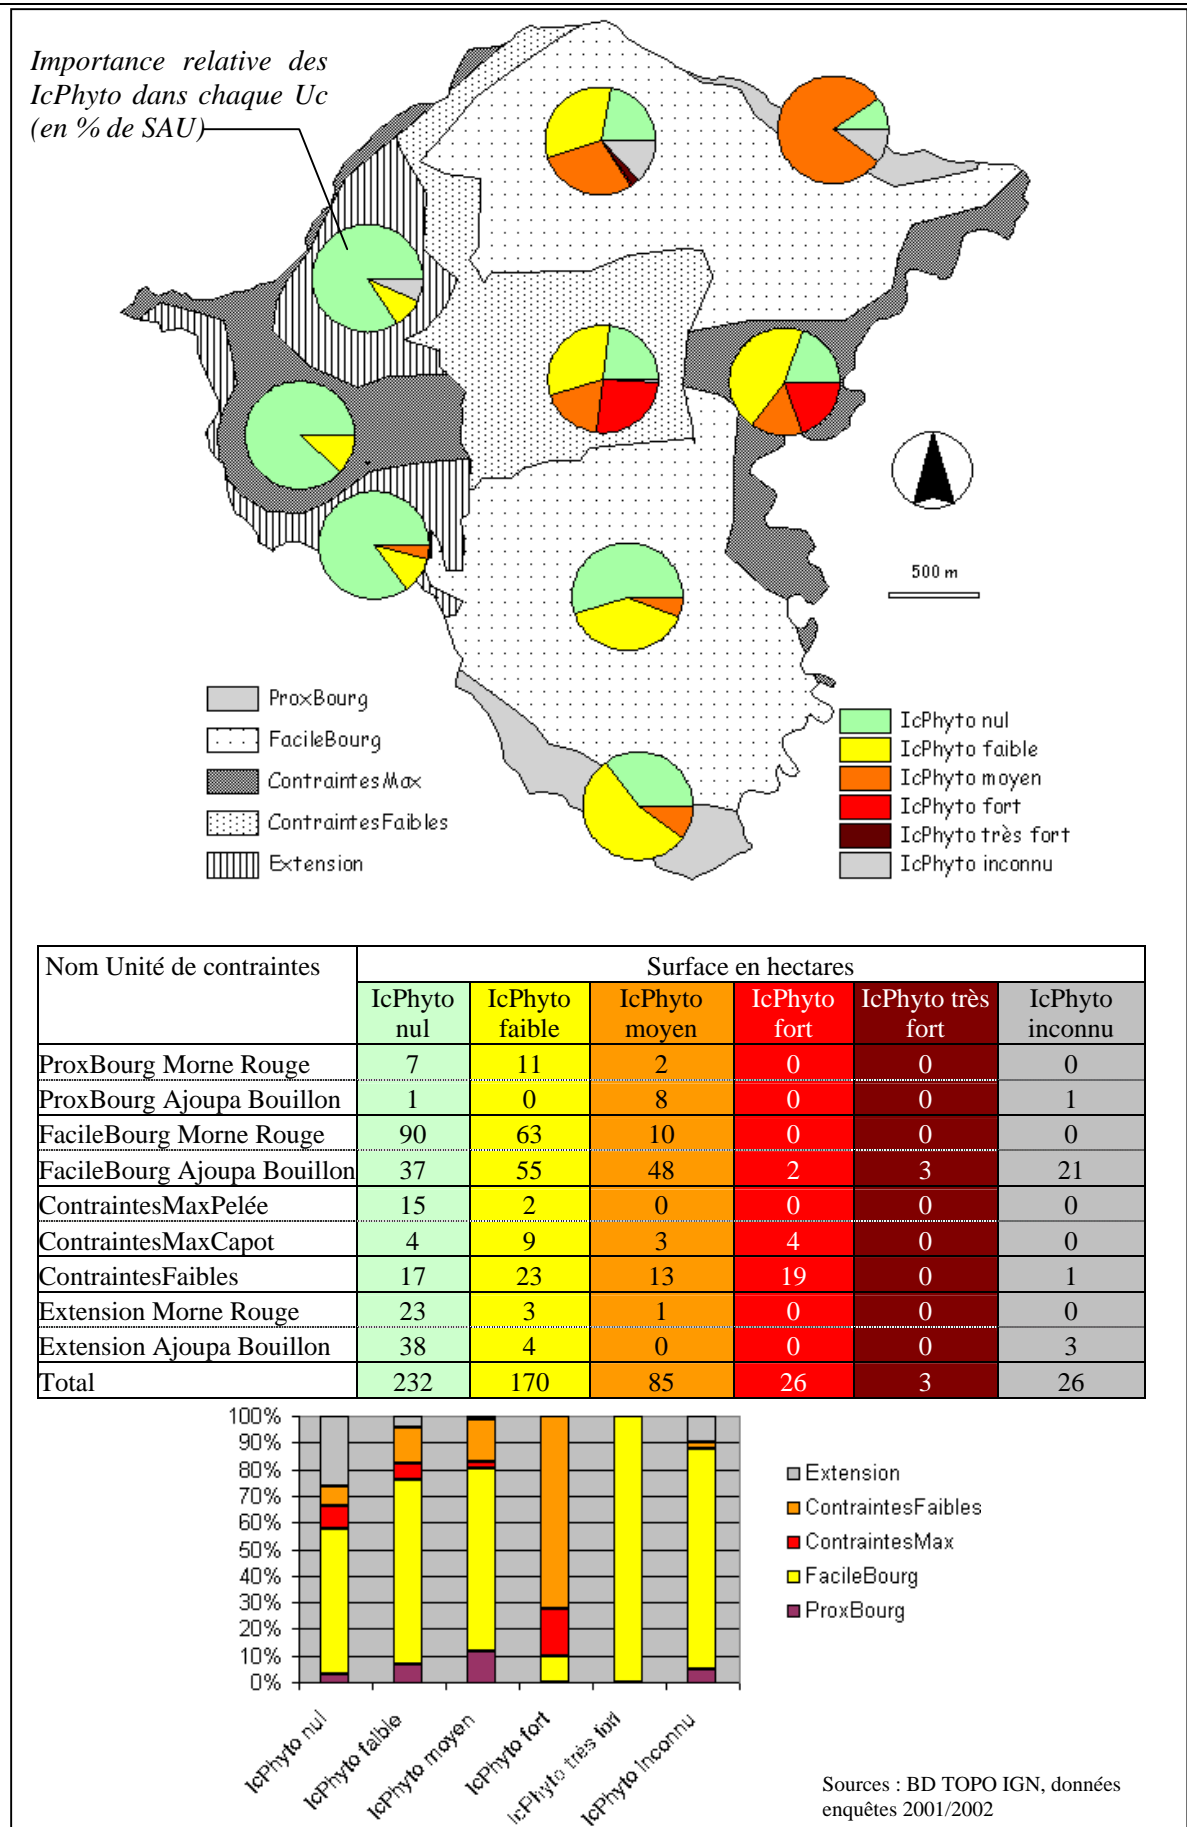 Importance relative des
IcPhyto dans chaque Uc
(en % de SAU)
500 m
ProxBourg
FacileBourg
ContraintesMax
ContraintesFaibles
Extension
IcPhyto nul
IcPhyto faible
IcPhyto moyen
IcPhyto fort
IcPhyto très fort
IcPhyto inconnu
Nom Unité de contraintes Surface en hectares
IcPhyto nul IcPhyto faible IcPhyto moyen IcPhyto fort IcPhyto très fort IcPhyto inconnu
ProxBourg Morne Rouge 7 11 2 0 0 0
ProxBourg Ajoupa Bouillon 1 0 8 0 0 1
FacileBourg Morne Rouge 90 63 10 0 0 0
FacileBourg Ajoupa Bouillon 37 55 48 2 3 21
ContraintesMaxPelée 15 2 0 0 0 0
ContraintesMaxCapot 4 9 3 4 0 0
ContraintesFaibles 17 23 13 19 0 1
Extension Morne Rouge 23 3 1 0 0 0
Extension Ajoupa Bouillon 38 4 0 0 0 3
Total 232 170 85 26 3 26
100%
90%
80%
70%
60%
50%
40%
30%
20%
10%
0%
IcPhyto nul
IcPhyto faible
IcPhyto moyen
IcPhyto fort
IcPhyto très fort
IcPhyto Inconnu
Extension
ContraintesFaibles
ContraintesMax
FacileBourg
ProxBourg
Sources : BD TOPO IGN, données
enquêtes 2001/2002